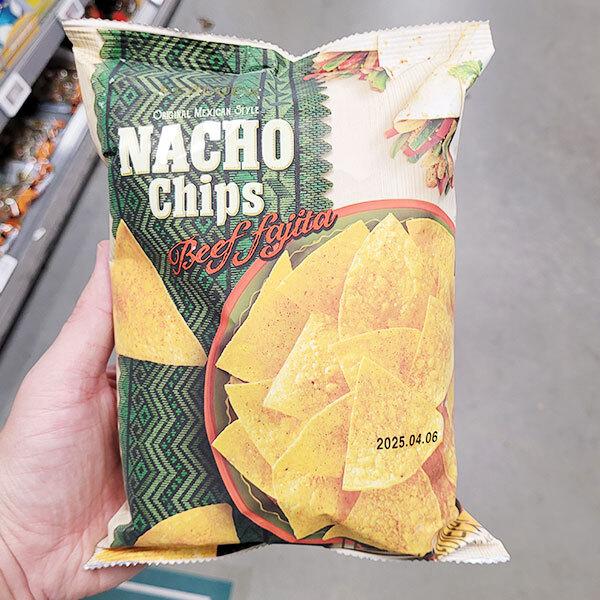 ORIGINAL MEXICAN STYLE
NACHO
Chips
Beef fajita
2025.04.06